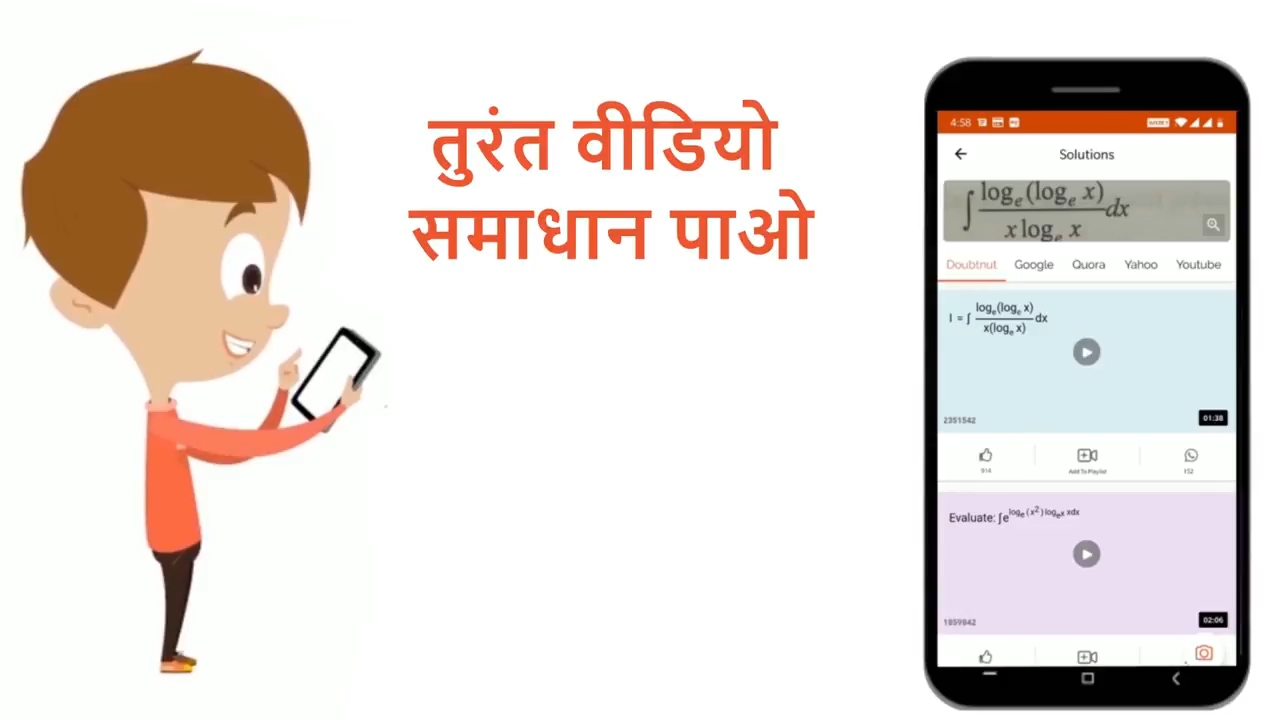 तुरंत वीडियो
समाधान पाओ
4:58
Solutions
∫ logₑ(logₑ x) / x logₑ x dx
Doubtnut Google Quora Yahoo Youtube
I = ∫ logₑ(logₑ x) / x(logₑ x) dx
2351542 01:38
914 Add To Playlist 152
Evaluate: ∫e^logₑ(x²)logₑx xdx
1859842 02:06